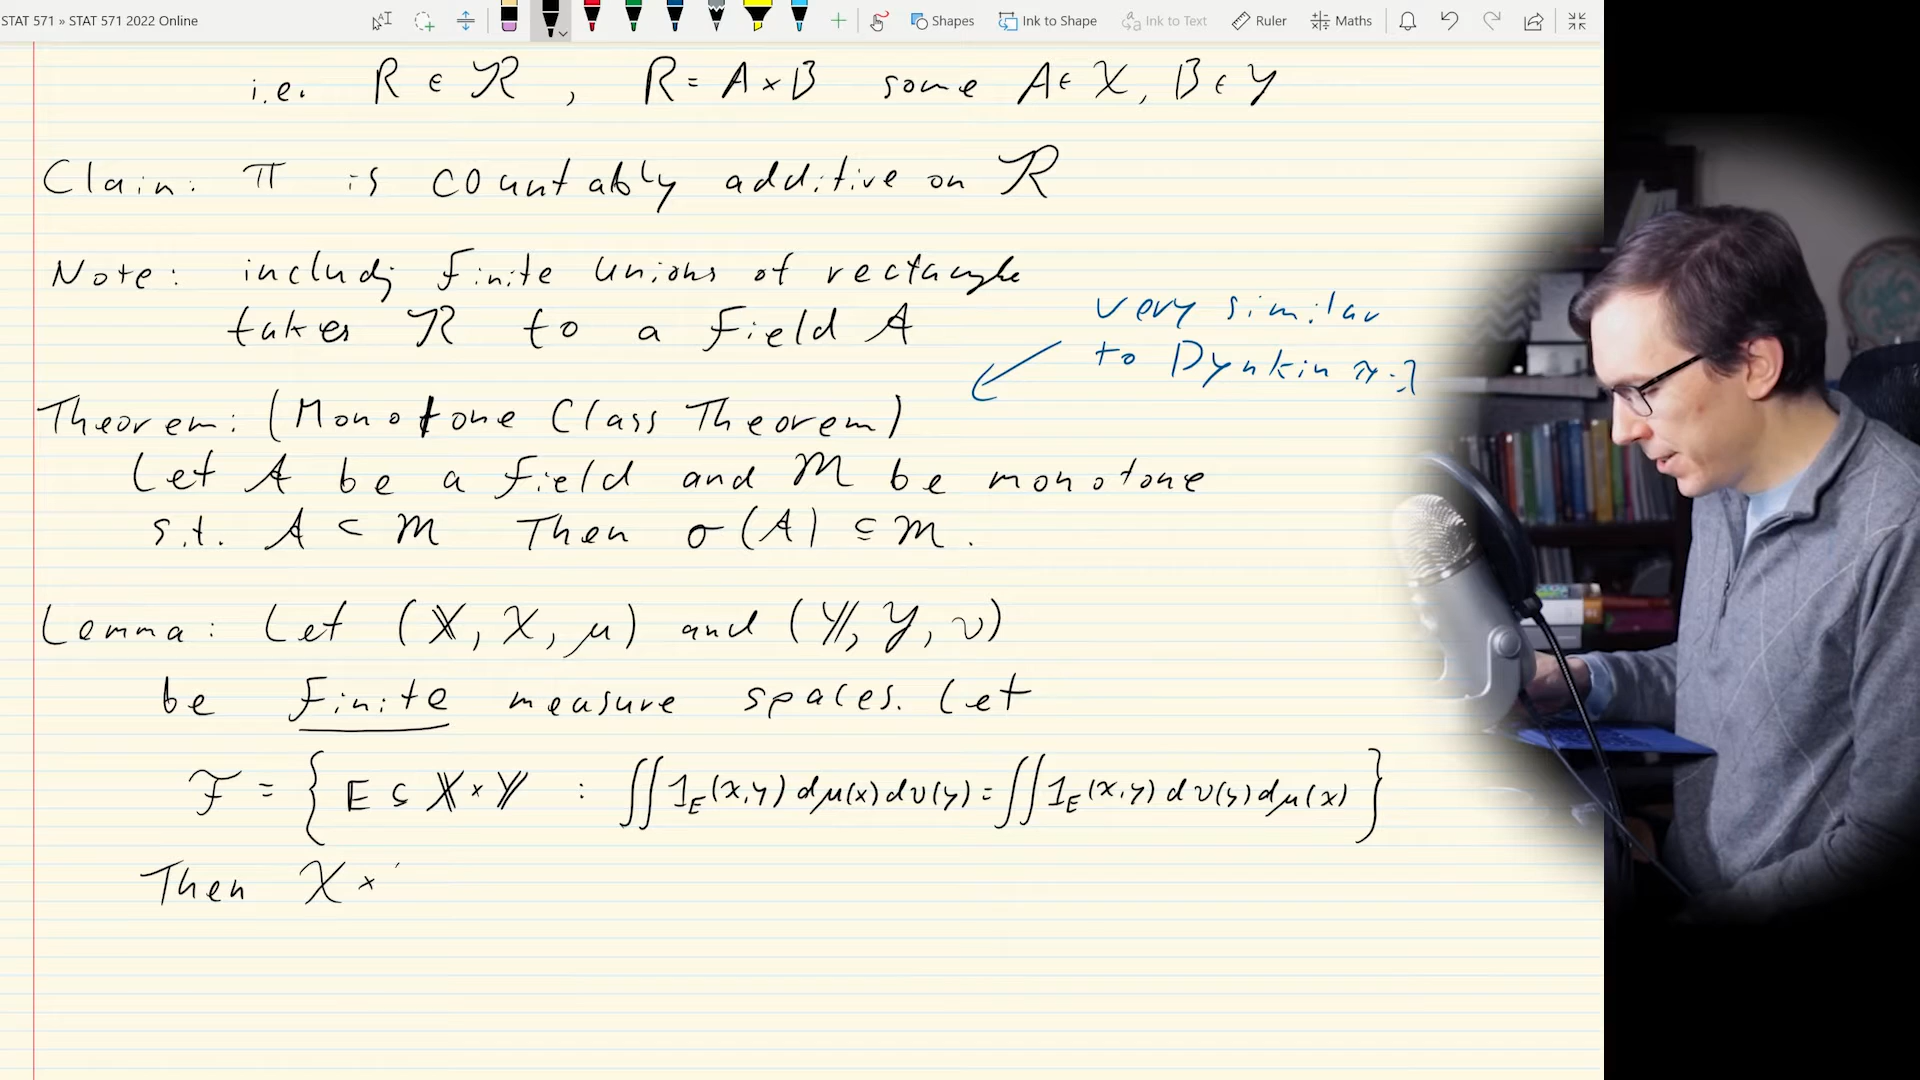 STAT 571 » STAT 571 2022 Online
Shapes Ink to Shape Ink to Text Ruler Maths
i.e. R ∈ ℛ, R = A × B some A ∈ 𝒳, B ∈ 𝒴
Claim: π is countably additive on ℛ
Note: includ; finite unions of rectangle
takes ℛ to a field 𝒜
very similar
to Dynkin π-λ
Theorem: (Monotone Class Theorem)
Let 𝒜 be a field and ℳ be monotone
s.t. 𝒜 ⊂ ℳ Then σ(𝒜) ⊆ ℳ.
Lemma: Let (𝕏, 𝒳, μ) and (𝕐, 𝒴, ν)
be finite measure spaces. Let
ℱ = { E ⊆ 𝕏 × 𝕐 : ∫∫ 1_E(x,y) dμ(x) dν(y) = ∫∫ 1_E(x,y) dν(y) dμ(x) }
Then 𝒳 ×